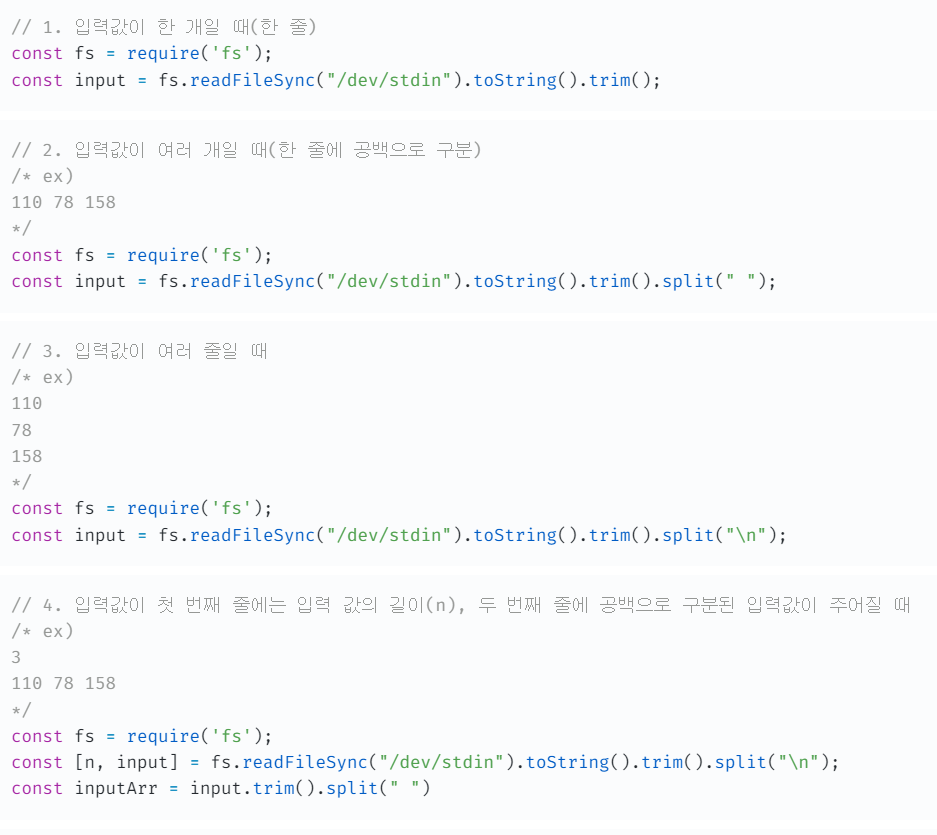 // 1. 입력값이 한 개일 때(한 줄)
const fs = require('fs');
const input = fs.readFileSync("/dev/stdin").toString().trim();
// 2. 입력값이 여러 개일 때(한 줄에 공백으로 구분)
/* ex)
110 78 158
*/
const fs = require('fs');
const input = fs.readFileSync("/dev/stdin").toString().trim().split(" ");
// 3. 입력값이 여러 줄일 때
/* ex)
110
78
158
*/
const fs = require('fs');
const input = fs.readFileSync("/dev/stdin").toString().trim().split("\n");
// 4. 입력값이 첫 번째 줄에는 입력 값의 길이(n), 두 번째 줄에 공백으로 구분된 입력값이 주어질 때
/* ex)
3
110 78 158
*/
const fs = require('fs');
const [n, input] = fs.readFileSync("/dev/stdin").toString().trim().split("\n");
const inputArr = input.trim().split(" ")